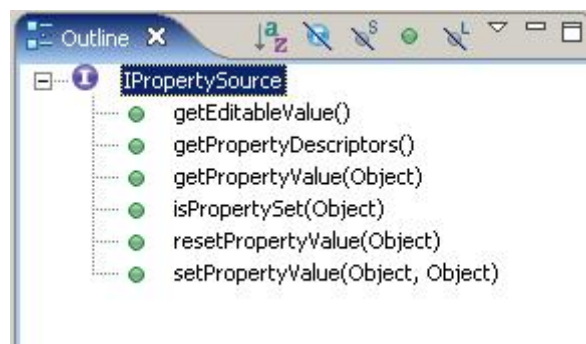 Outline
IPropertySource
getEditableValue()
getPropertyDescriptors()
getPropertyValue(Object)
isPropertySet(Object)
resetPropertyValue(Object)
setPropertyValue(Object, Object)